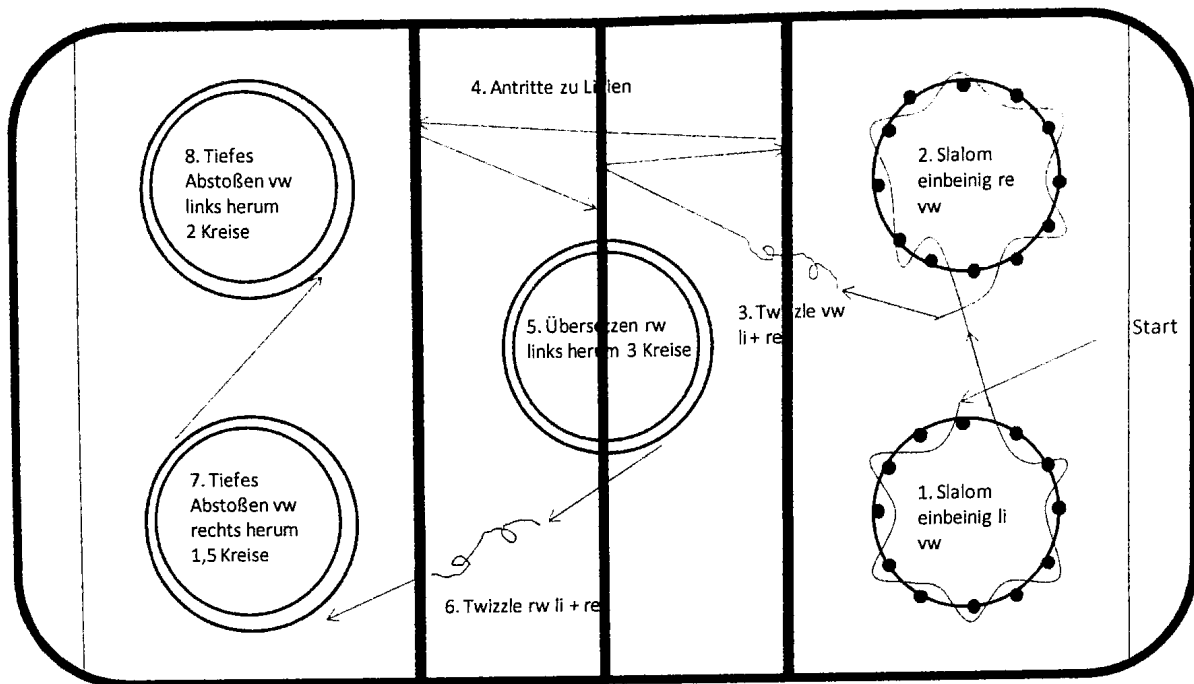 4. Antritte zu Linien
8. Tiefes
Abstoßen vw
links herum
2 Kreise
2. Slalom
einbeinig re
vw
3. Twizzle vw
li + re
Start
5. Übersetzen rw
links herum 3 Kreise
7. Tiefes
Abstoßen vw
rechts herum
1,5 Kreise
1. Slalom
einbeinig li
vw
6. Twizzle rw li + re